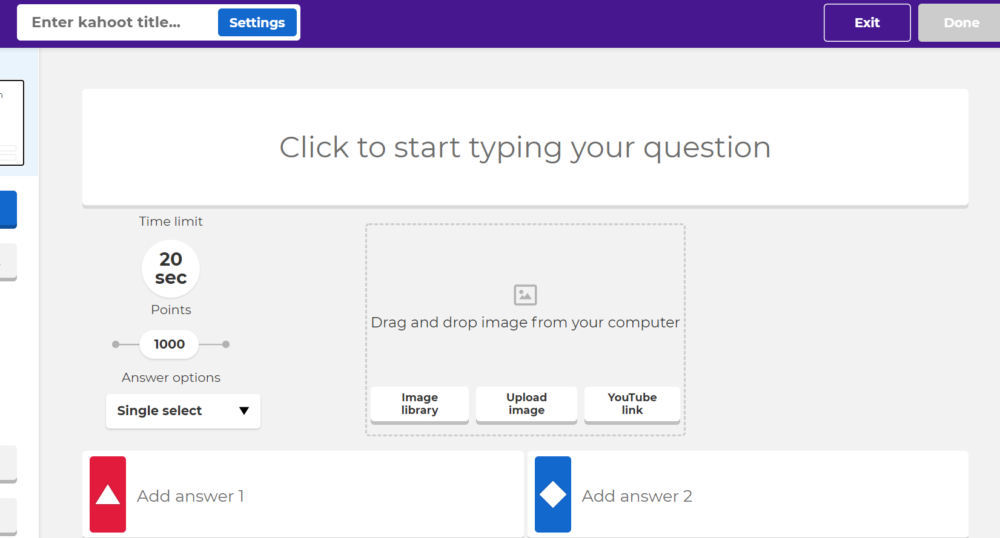 Enter kahoot title...
Settings
Exit
Done
Click to start typing your question
Time limit
20
sec
Points
1000
Answer options
Single select
Drag and drop image from your computer
Image
library
Upload
image
YouTube
link
Add answer 1
Add answer 2